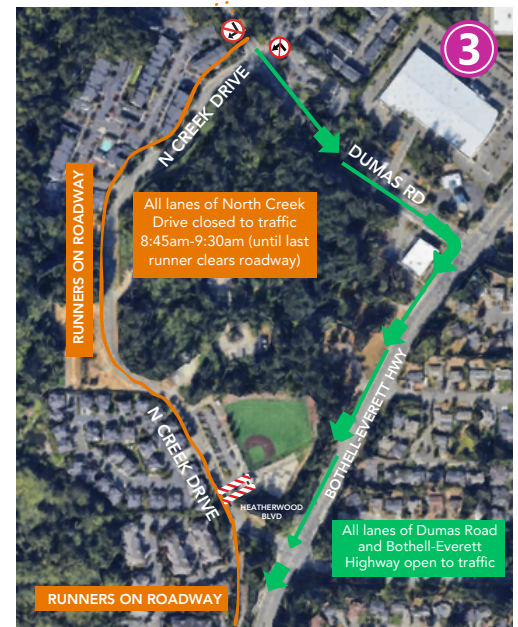 3
N CREEK DRIVE
DUMAS RD
RUNNERS ON ROADWAY
All lanes of North Creek
Drive closed to traffic
8:45am-9:30am (until last
runner clears roadway)
BOTHELL-EVERETT HWY
N CREEK DRIVE
HEATHERWOOD
BLVD
All lanes of Dumas Road
and Bothell-Everett
Highway open to traffic
RUNNERS ON ROADWAY